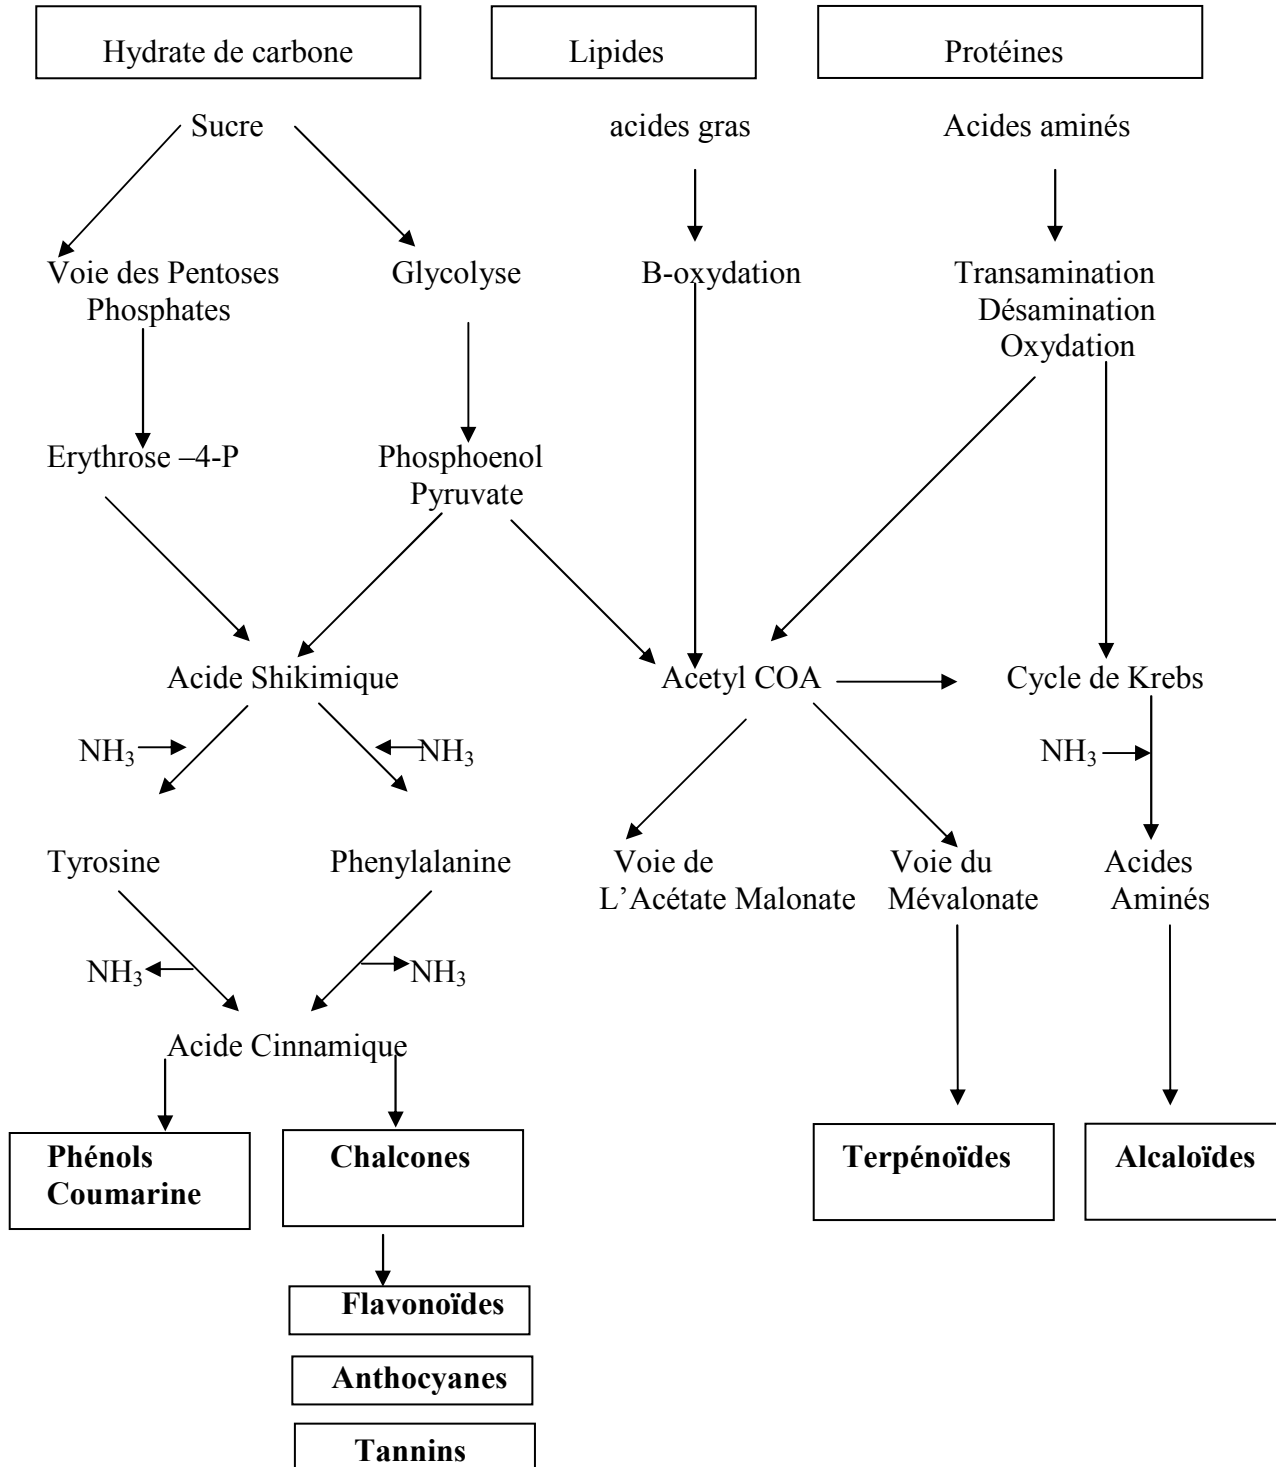 Hydrate de carbone
Lipides
Protéines
Sucre
acides gras
Acides aminés
Voie des Pentoses
Phosphates
Glycolyse
B-oxydation
Transamination
Désamination
Oxydation
Erythrose –4-P
Phosphoenol
Pyruvate
Acide Shikimique
Acetyl COA
Cycle de Krebs
NH₃
NH₃
NH₃
Tyrosine
Phenylalanine
Voie de
L’Acétate Malonate
Voie du
Mévalonate
Acides
Aminés
NH₃
NH₃
Acide Cinnamique
Phénols
Coumarine
Chalcones
Terpénoïdes
Alcaloïdes
Flavonoïdes
Anthocyanes
Tannins